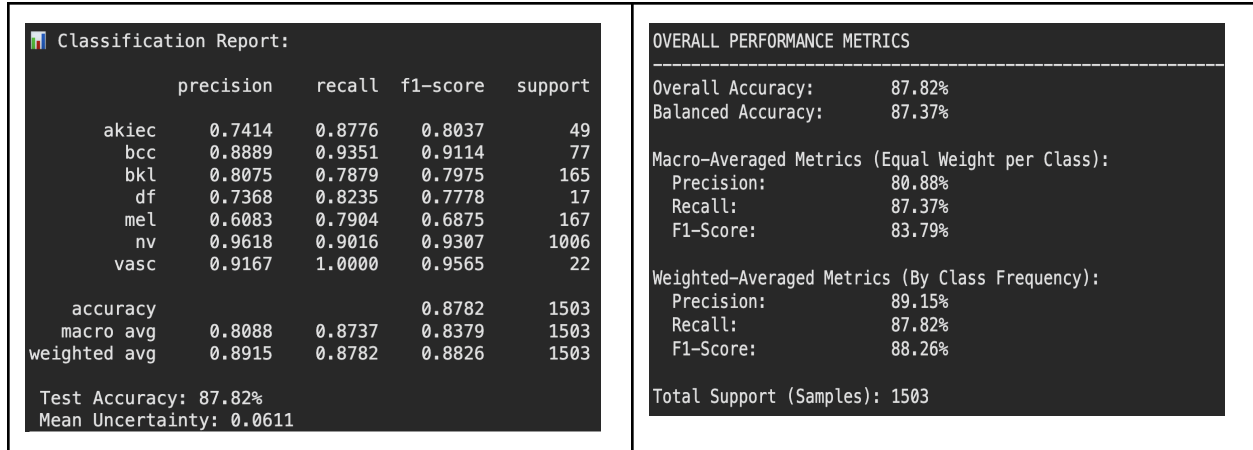 📊 Classification Report:
precision recall f1-score support
akiec 0.7414 0.8776 0.8037 49
bcc 0.8889 0.9351 0.9114 77
bkl 0.8075 0.7879 0.7975 165
df 0.7368 0.8235 0.7778 17
mel 0.6083 0.7904 0.6875 167
nv 0.9618 0.9016 0.9307 1006
vasc 0.9167 1.0000 0.9565 22
accuracy 0.8782 1503
macro avg 0.8088 0.8737 0.8379 1503
weighted avg 0.8915 0.8782 0.8826 1503
Test Accuracy: 87.82%
Mean Uncertainty: 0.0611
OVERALL PERFORMANCE METRICS
------------------------------------------------------------
Overall Accuracy: 87.82%
Balanced Accuracy: 87.37%
Macro-Averaged Metrics (Equal Weight per Class):
Precision: 80.88%
Recall: 87.37%
F1-Score: 83.79%
Weighted-Averaged Metrics (By Class Frequency):
Precision: 89.15%
Recall: 87.82%
F1-Score: 88.26%
Total Support (Samples): 1503